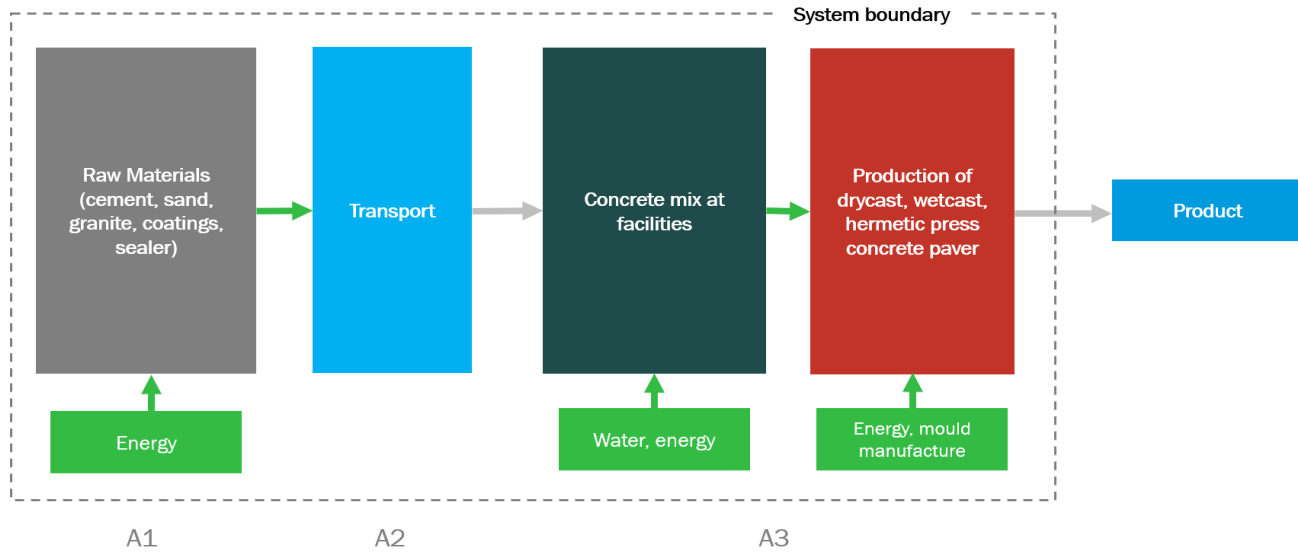 System boundary
Raw Materials
(cement, sand,
granite, coatings,
sealer)
Transport
Concrete mix at
facilities
Production of
drycast, wetcast,
hermetic press
concrete paver
Product
Energy
Water, energy
Energy, mould
manufacture
A1
A2
A3